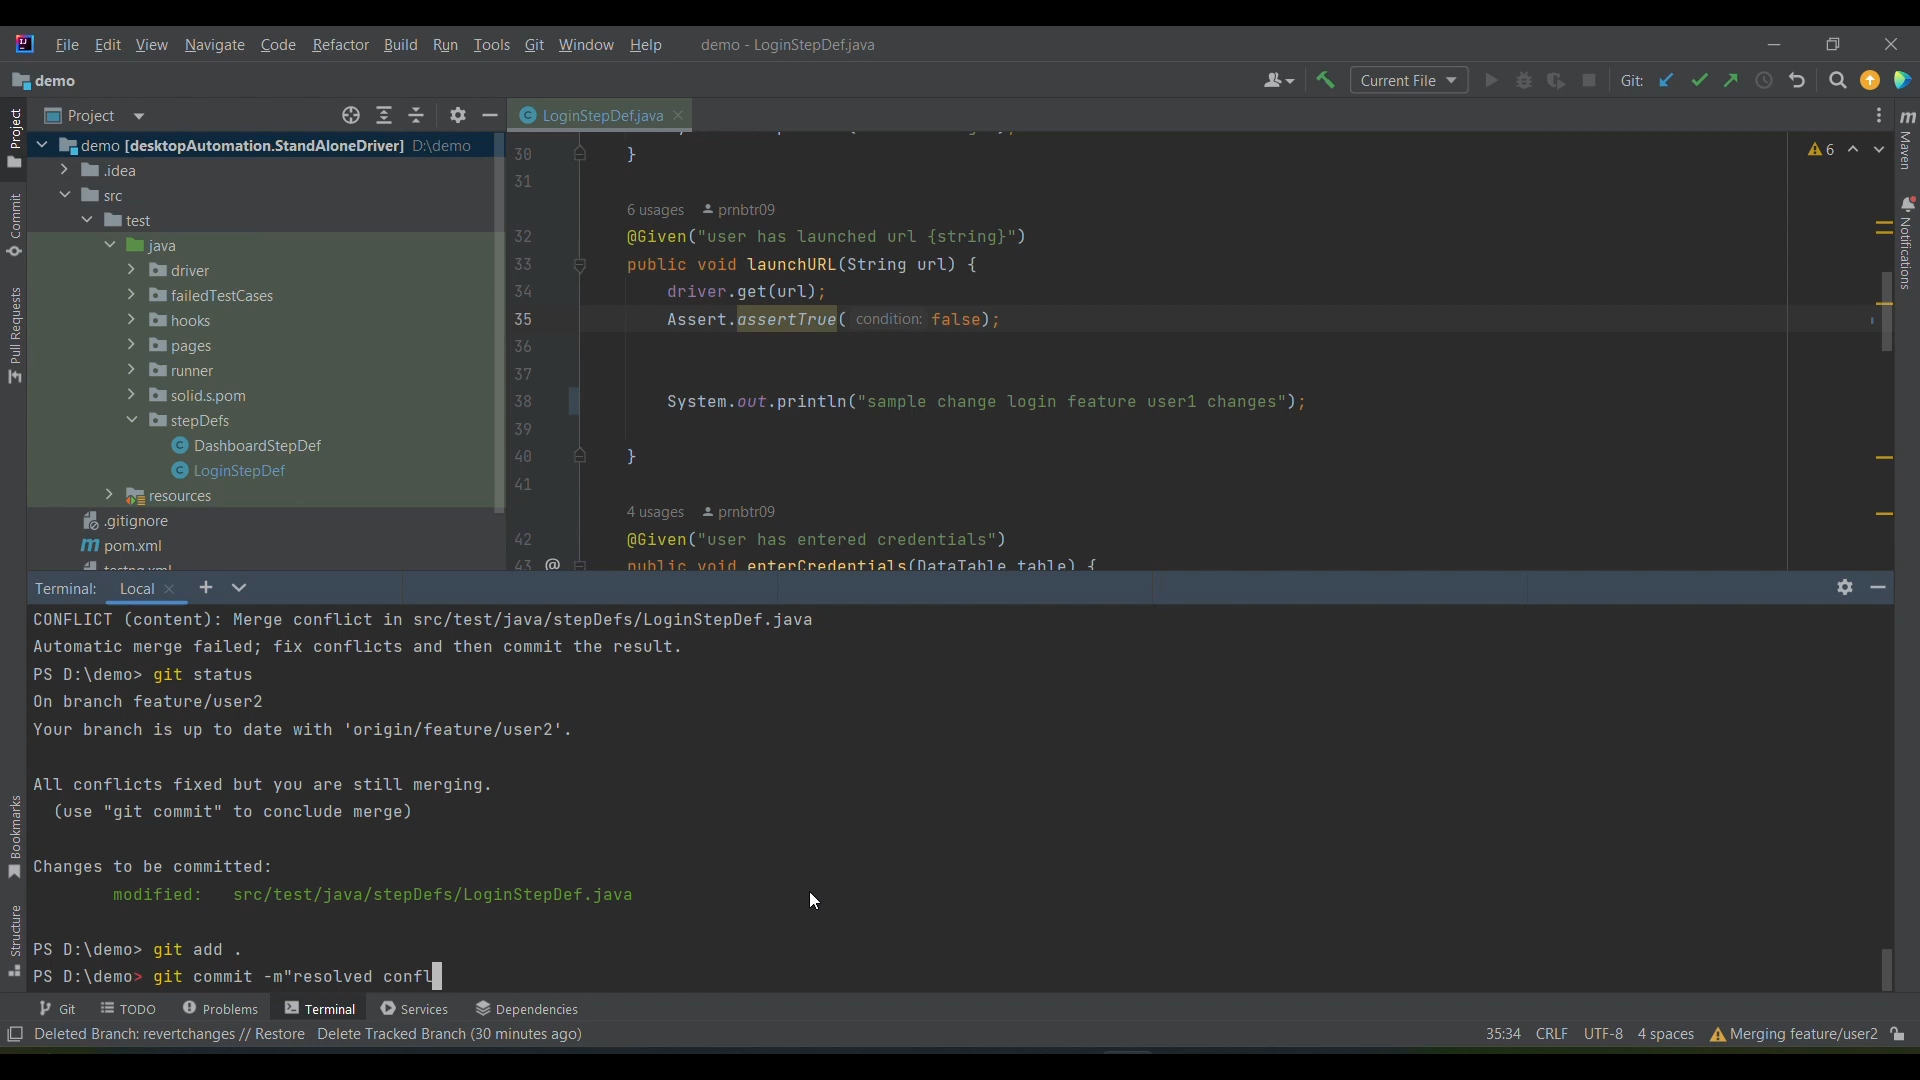 File Edit View Navigate Code Refactor Build Run Tools Git Window Help demo - LoginStepDef.java
demo
Current File
Git:
Project
LoginStepDef.java
Project
Commit
Pull Requests
Bookmarks
Structure
demo [desktopAutomation.StandAloneDriver] D:\demo
.idea
src
test
java
driver
failedTestCases
hooks
pages
runner
solid.s.pom
stepDefs
DashboardStepDef
LoginStepDef
resources
.gitignore
m pom.xml
30 }
31
6 usages prnbtr09
32 @Given("user has launched url {string}")
33 public void launchURL(String url) {
34 driver.get(url);
35 Assert.assertTrue( condition: false);
36
37
38 System.out.println("sample change login feature user1 changes");
39
40 }
41
4 usages prnbtr09
42 @Given("user has entered credentials")
43 @ public void enterCredentials(DataTable table) {
6
m Maven
Notifications
Terminal: Local
CONFLICT (content): Merge conflict in src/test/java/stepDefs/LoginStepDef.java
Automatic merge failed; fix conflicts and then commit the result.
PS D:\demo> git status
On branch feature/user2
Your branch is up to date with 'origin/feature/user2'.
All conflicts fixed but you are still merging.
(use "git commit" to conclude merge)
Changes to be committed:
modified: src/test/java/stepDefs/LoginStepDef.java
PS D:\demo> git add .
PS D:\demo> git commit -m"resolved confl
Git TODO Problems Terminal Services Dependencies
Deleted Branch: revertchanges // Restore Delete Tracked Branch (30 minutes ago) 35:34 CRLF UTF-8 4 spaces Merging feature/user2